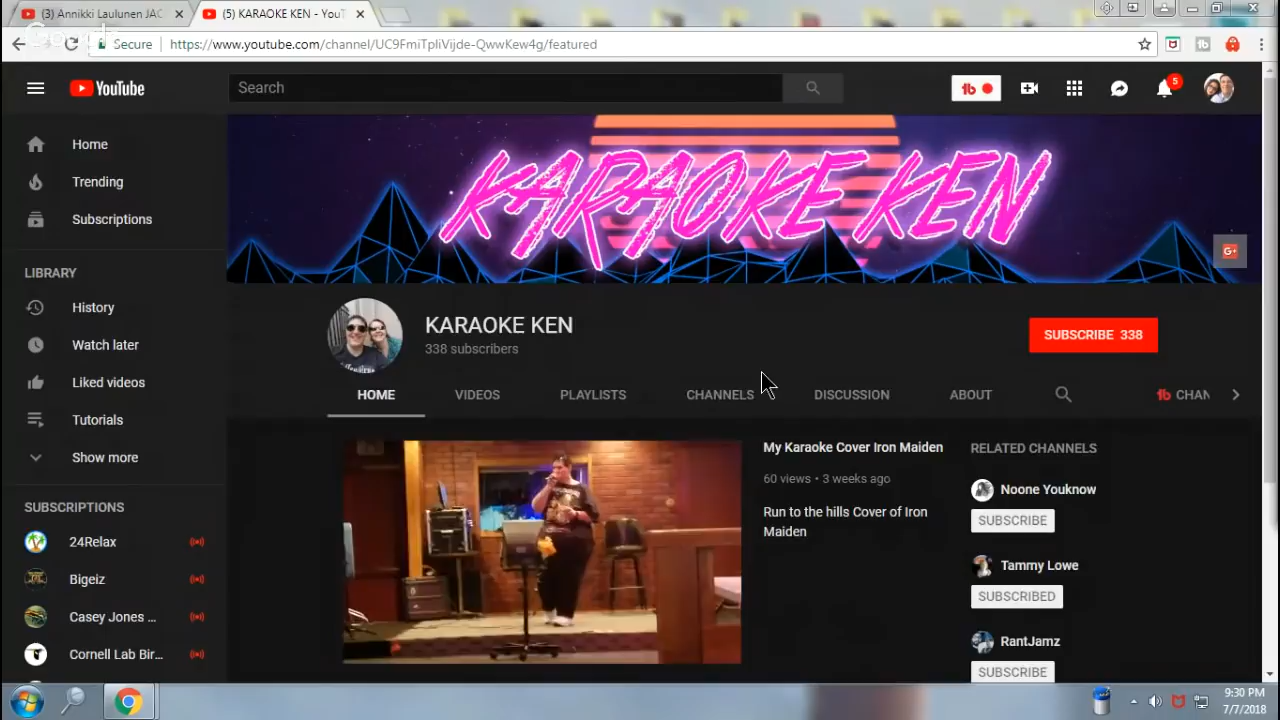 (3) Annikki Laulunen JAC
(5) KARAOKE KEN - YouT
Google
Secure
https://www.youtube.com/channel/UC9FmiTpIiVijde-QwwKew4g/featured
YouTube
Search
5
Home
Trending
Subscriptions
LIBRARY
History
Watch later
Liked videos
Tutorials
Show more
SUBSCRIPTIONS
24Relax
Bigeiz
Casey Jones ...
Cornell Lab Bir...
KARAOKE KEN
G+
KARAOKE KEN
338 subscribers
SUBSCRIBE 338
HOME
VIDEOS
PLAYLISTS
CHANNELS
DISCUSSION
ABOUT
CHAN
My Karaoke Cover Iron Maiden
60 views • 3 weeks ago
Run to the hills Cover of Iron
Maiden
RELATED CHANNELS
Noone Youknow
SUBSCRIBE
Tammy Lowe
SUBSCRIBED
RantJamz
SUBSCRIBE
9:30 PM
7/7/2018